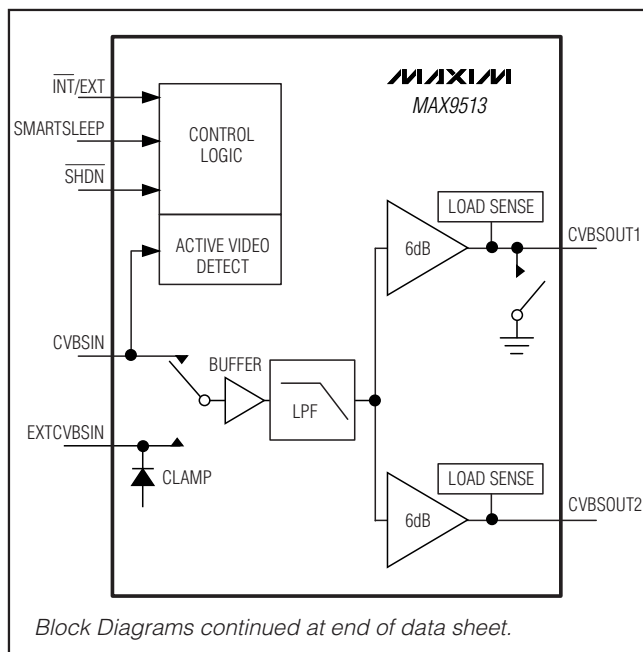 MAXIM
MAX9513
INT/EXT
SMARTSLEEP
SHDN
CONTROL
LOGIC
ACTIVE VIDEO
DETECT
LOAD SENSE
6dB
CVBSOUT1
CVBSIN
BUFFER
LPF
EXTCVBSIN
CLAMP
LOAD SENSE
6dB
CVBSOUT2
Block Diagrams continued at end of data sheet.